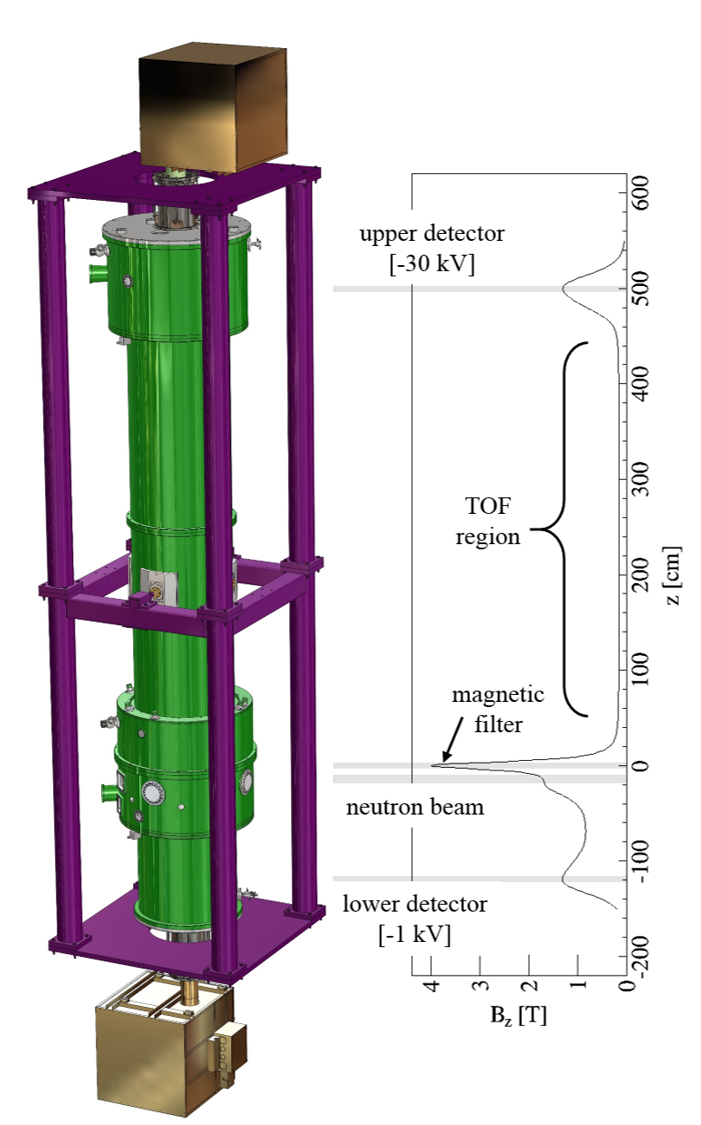 upper detector
[-30 kV]
TOF
region
magnetic
filter
neutron beam
lower detector
[-1 kV]
600
500
400
300
200
100
0
-100
-200
z [cm]
4 3 2 1 0
B_z [T]